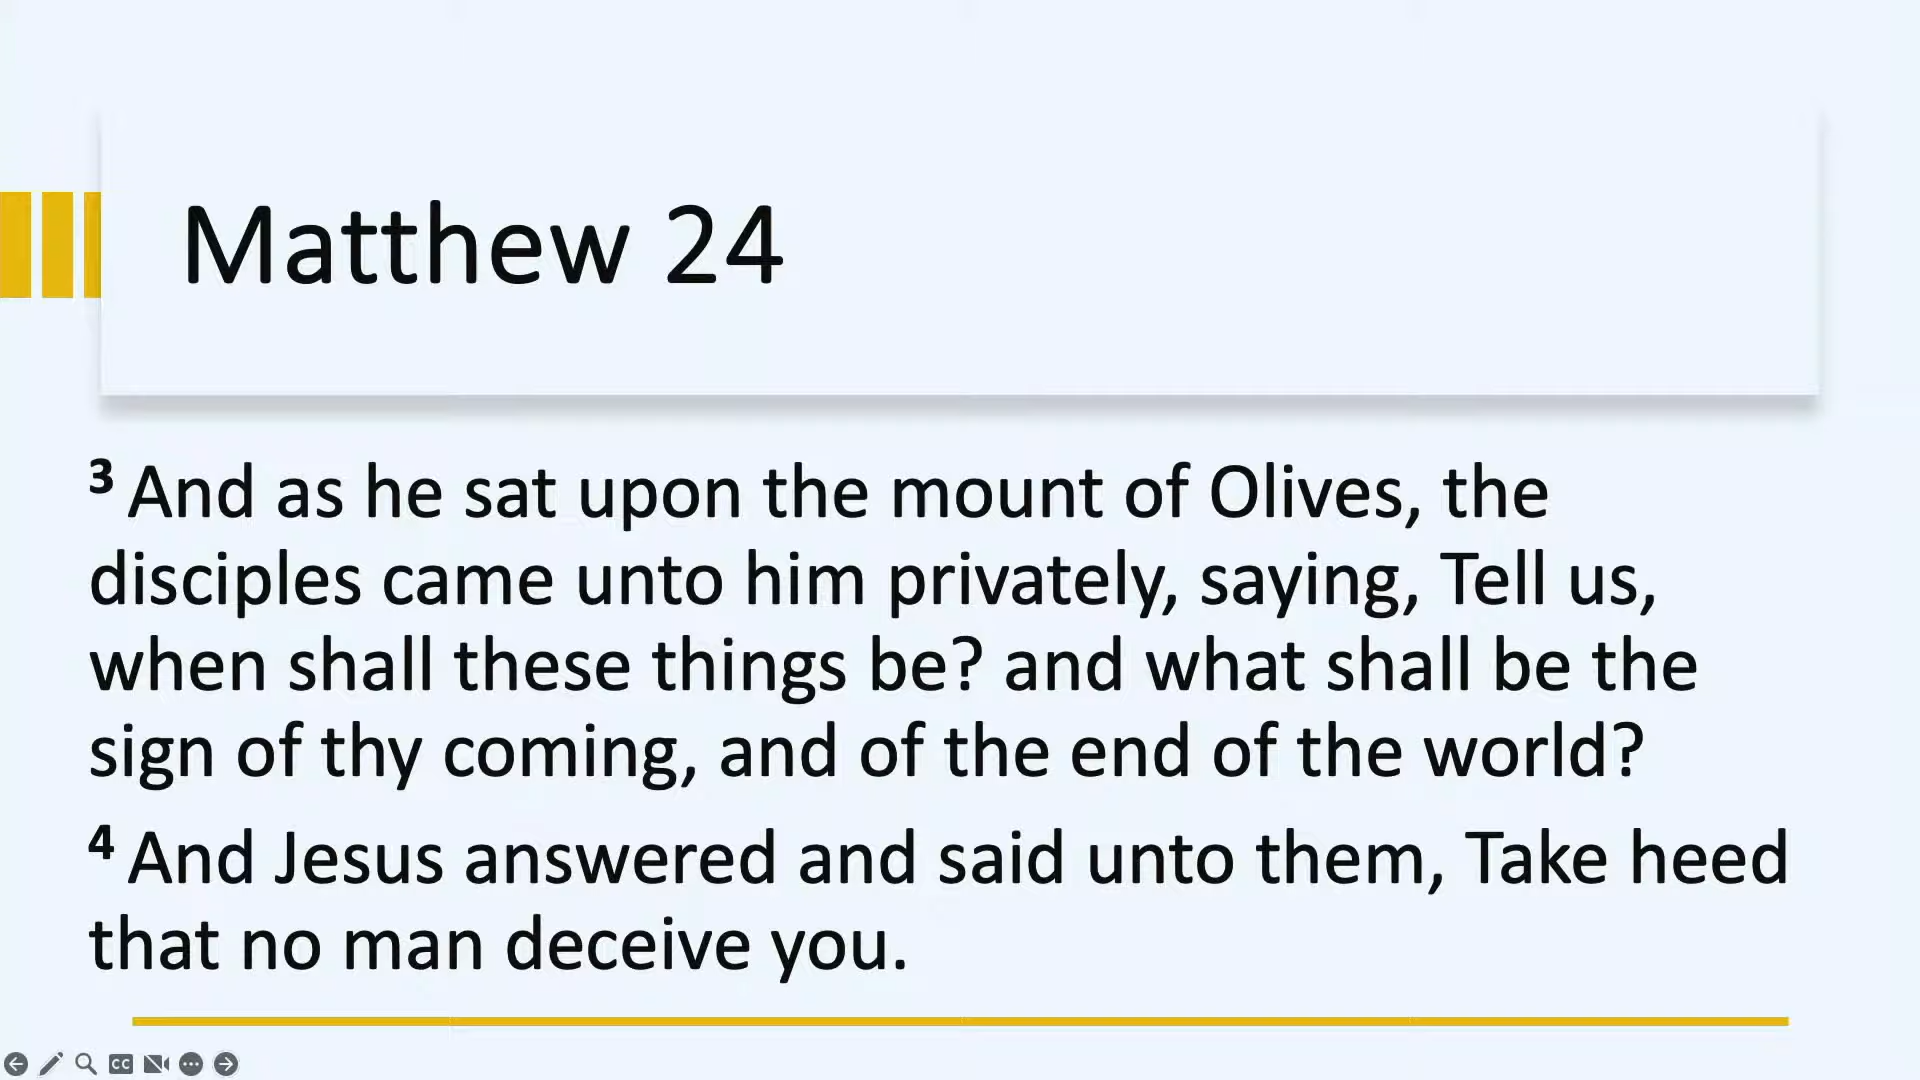 Matthew 24
3 And as he sat upon the mount of Olives, the
disciples came unto him privately, saying, Tell us,
when shall these things be? and what shall be the
sign of thy coming, and of the end of the world?
4 And Jesus answered and said unto them, Take heed
that no man deceive you.
CC